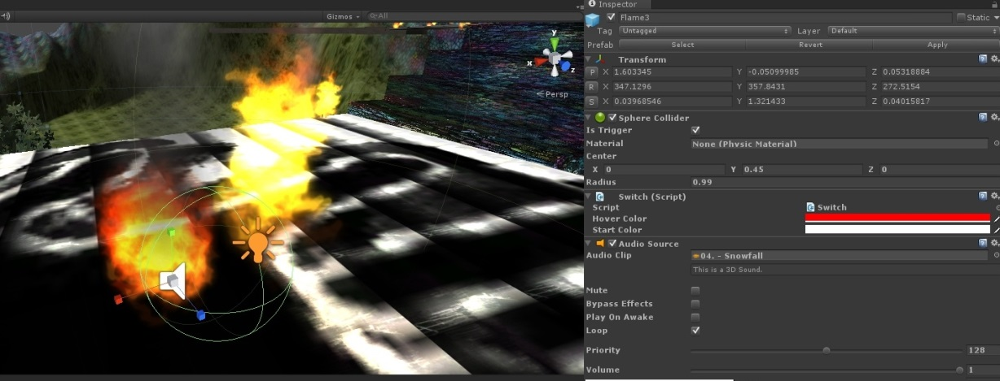 Gizmos All
y
x
z
Persp
Inspector
Flame3 Static
Tag Untagged Layer Default
Prefab Select Revert Apply
Transform
P X 1.603345 Y -0.05099985 Z 0.05318884
R X 347.1296 Y 357.8431 Z 272.5154
S X 0.03968546 Y 1.321433 Z 0.04015817
Sphere Collider
Is Trigger
Material None (Physic Material)
Center
X 0 Y 0.45 Z 0
Radius 0.99
Switch (Script)
Script Switch
Hover Color
Start Color
Audio Source
Audio Clip 04. - Snowfall
This is a 3D Sound.
Mute
Bypass Effects
Play On Awake
Loop
Priority 128
Volume 1